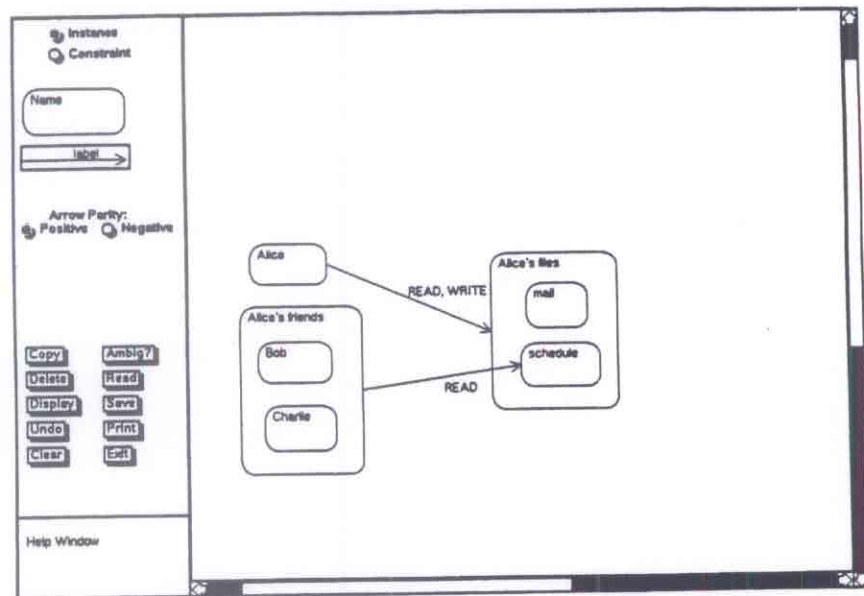 Instance
Constraint
Name
label
Arrow Parity:
Positive Negative
Copy Ambig?
Delete Read
Display Save
Undo Print
Clear Exit
Help Window
Alice
READ, WRITE
Alice's friends
Bob
Charlie
READ
Alice's files
mail
schedule